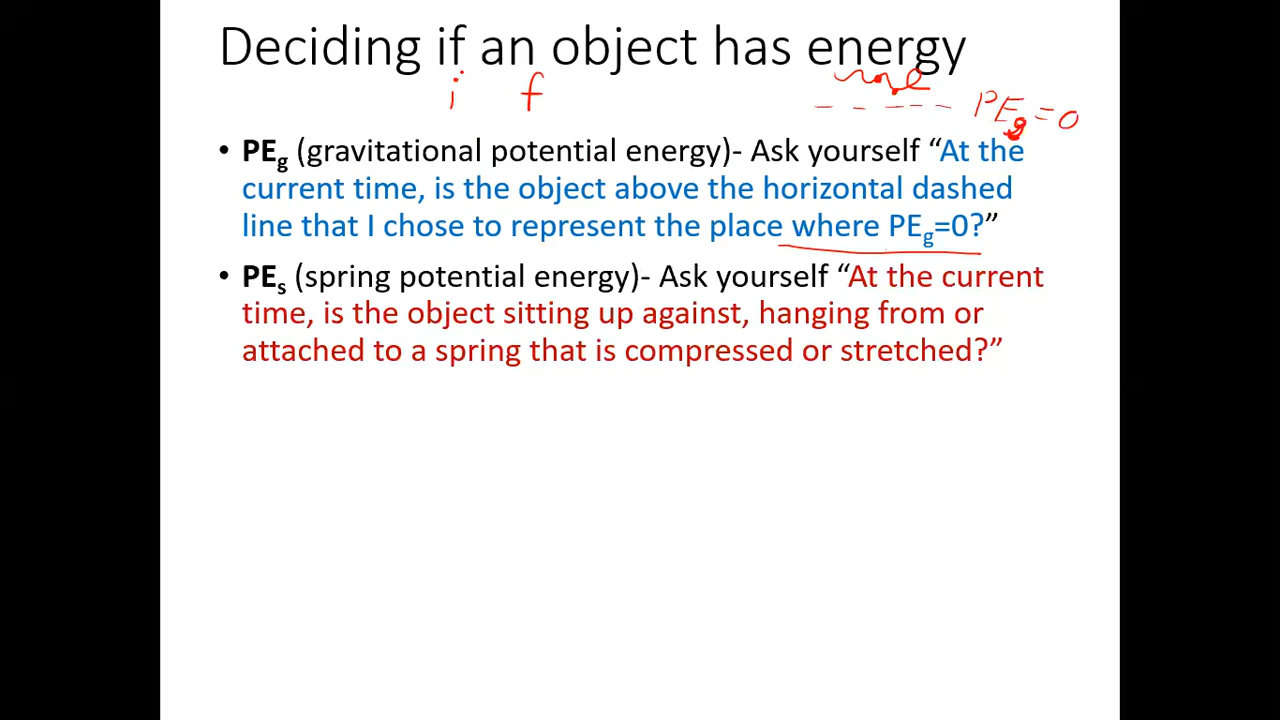 Deciding if an object has energy
i f
none
PEg=0
• PEg (gravitational potential energy)- Ask yourself “At the
current time, is the object above the horizontal dashed
line that I chose to represent the place where PEg=0?”
• PEs (spring potential energy)- Ask yourself “At the current
time, is the object sitting up against, hanging from or
attached to a spring that is compressed or stretched?”